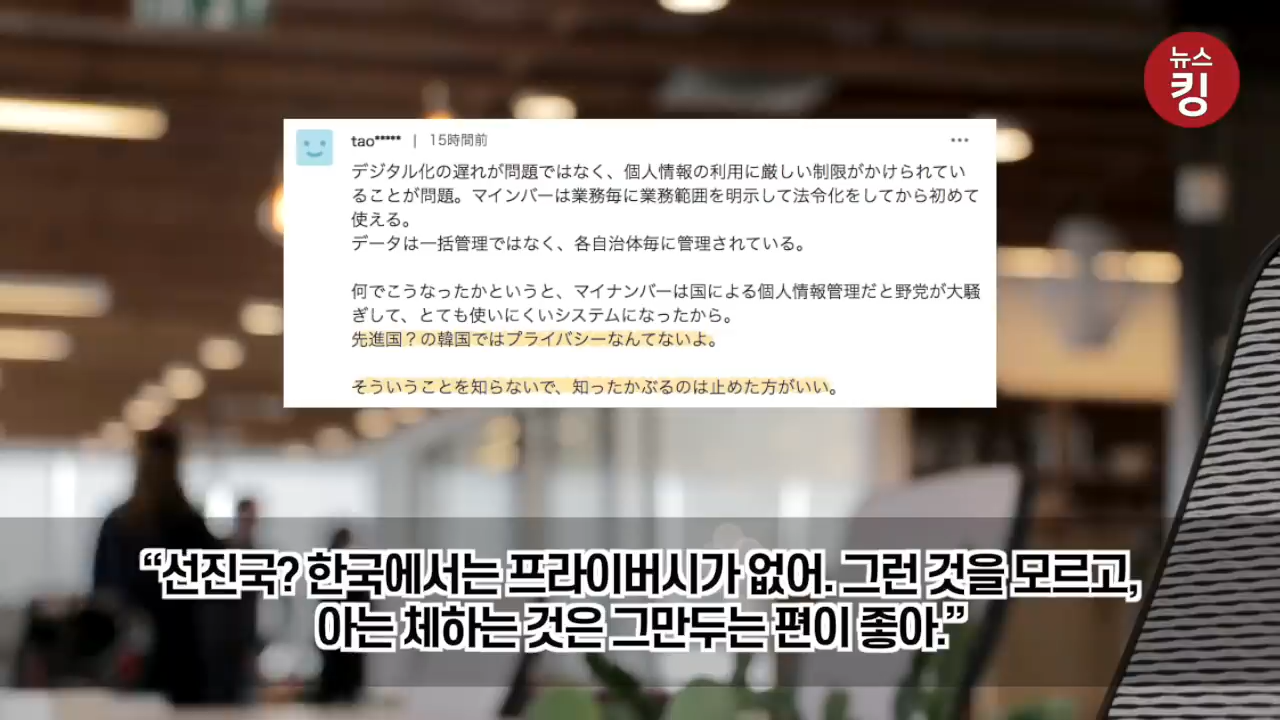 뉴스
킹
tao***** | 15時間前
デジタル化の遅れが問題ではなく、個人情報の利用に厳しい制限がかけられてい
ることが問題。マインバーは業務毎に業務範囲を明示して法令化をしてから初めて
使える。
データは一括管理ではなく、各自治体毎に管理されている。
何でこうなったかというと、マイナンバーは国による個人情報管理だと野党が大騒
ぎして、とても使いにくいシステムになったから。
先進国？の韓国ではプライバシーなんてないよ。
そういうことを知らないで、知ったかぶるのは止めた方がいい。
“선진국? 한국에서는 프라이버시가 없어. 그런 것을 모르고,
아는 체하는 것은 그만두는 편이 좋아.”